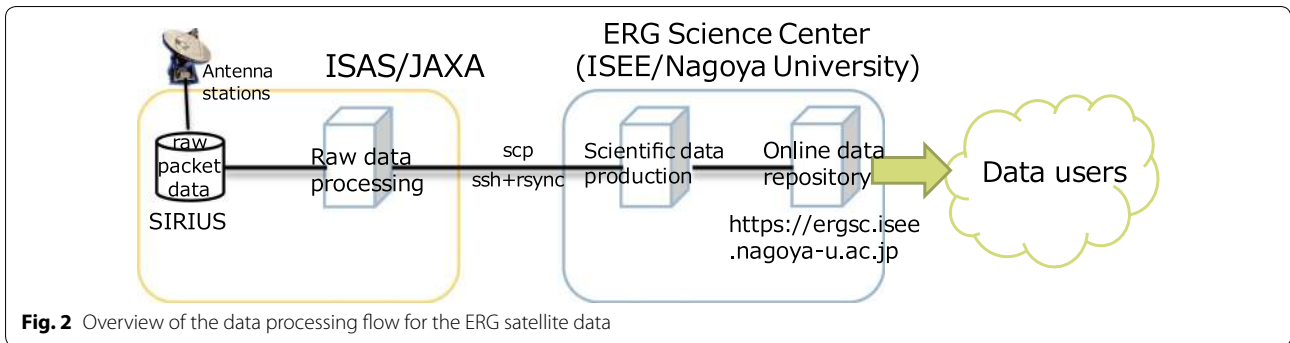 ISAS/JAXA
ERG Science Center
(ISEE/Nagoya University)
Antenna
stations
raw
packet
data
SIRIUS
Raw data
processing
scp
ssh+rsync
Scientific data
production
Online data
repository
https://ergsc.isee
.nagoya-u.ac.jp
Data users
Fig. 2 Overview of the data processing flow for the ERG satellite data